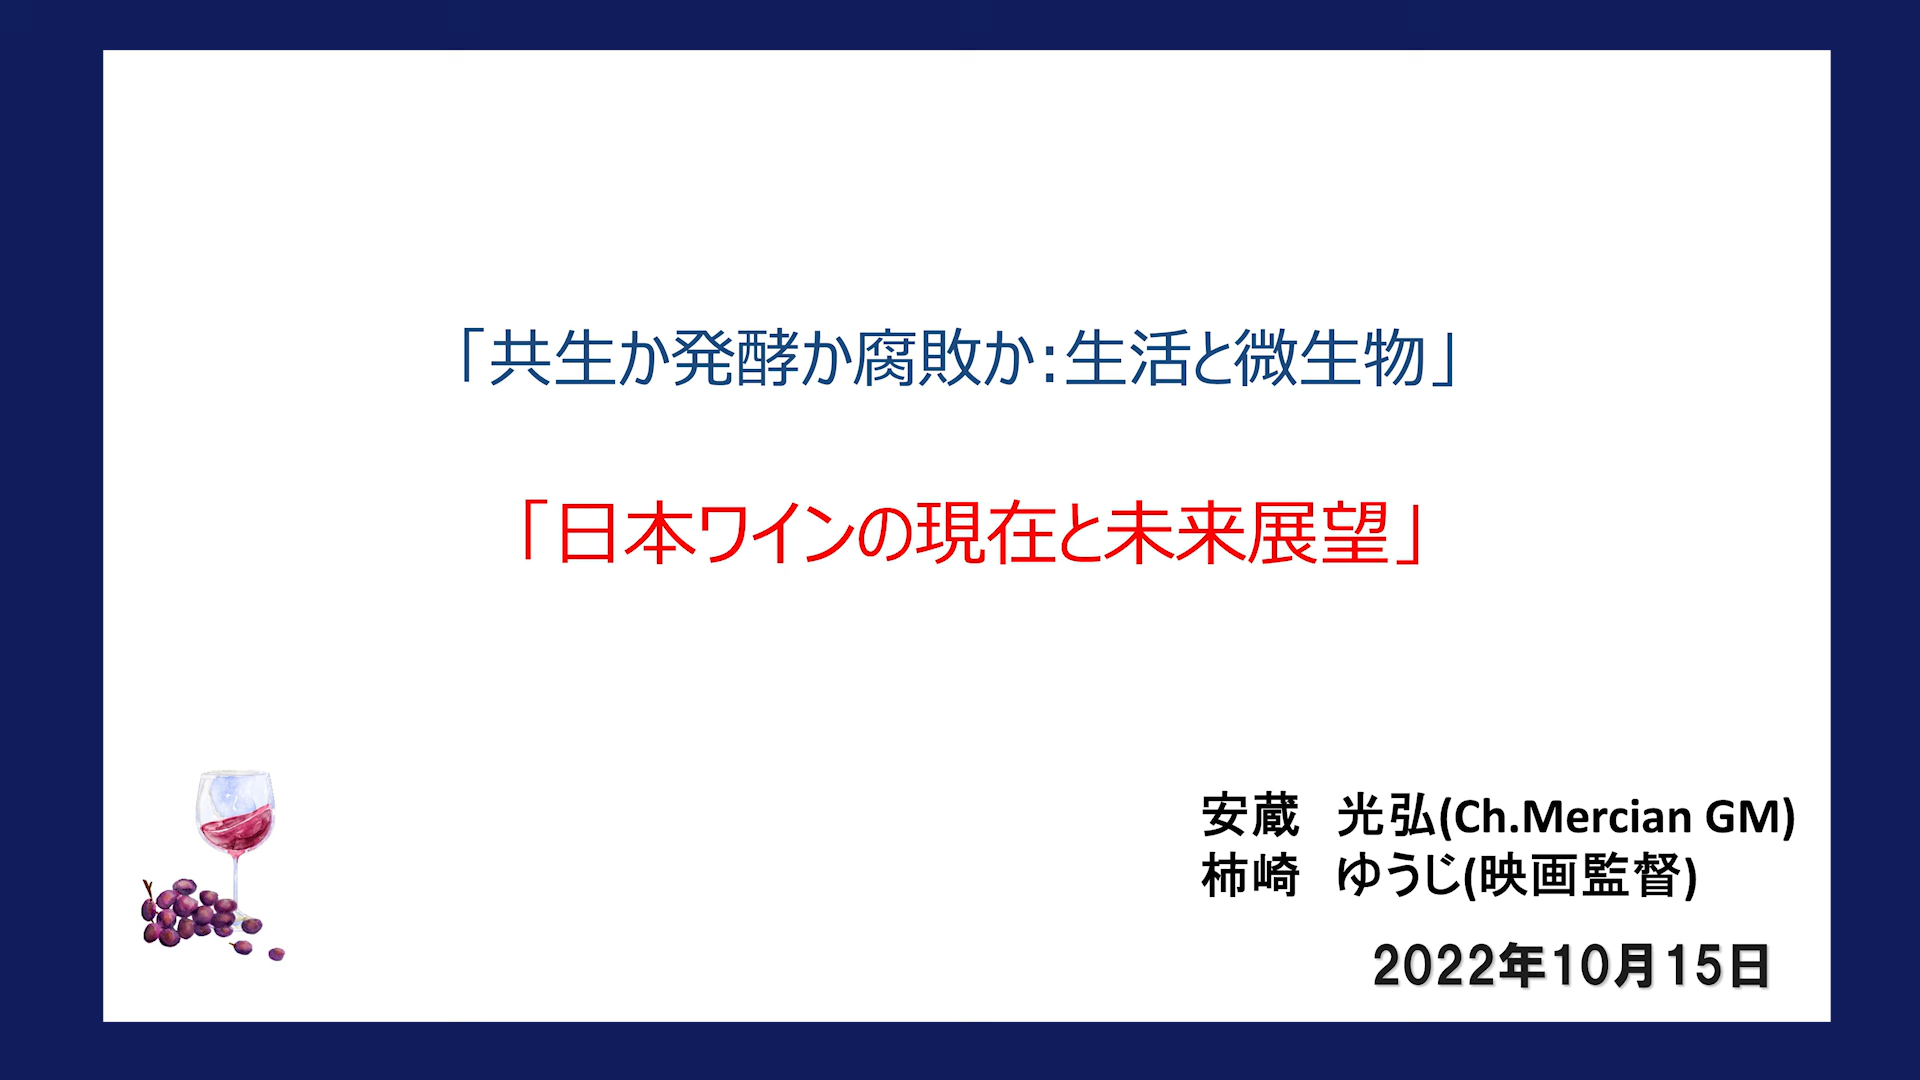 「共生か発酵か腐敗か:生活と微生物」
「日本ワインの現在と未来展望」
安蔵　光弘(Ch.Mercian GM)
柿崎　ゆうじ(映画監督)
2022年10月15日